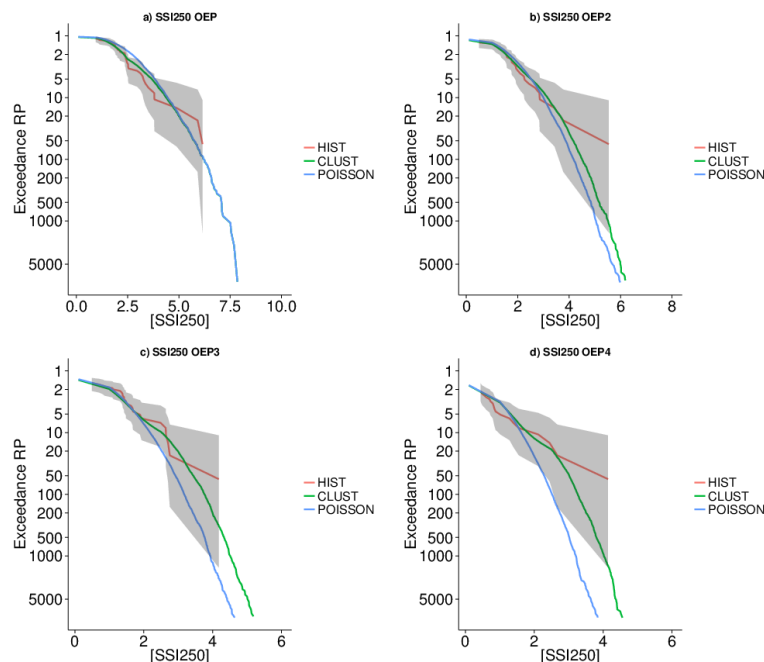 a) SSI250 OEP
Exceedance RP
1
2
5
10
20
50
100
200
500
1000
5000
0.0 2.5 5.0 7.5 10.0
[SSI250]
HIST
CLUST
POISSON
b) SSI250 OEP2
Exceedance RP
1
2
5
10
20
50
100
200
500
1000
5000
0 2 4 6 8
[SSI250]
HIST
CLUST
POISSON
c) SSI250 OEP3
Exceedance RP
1
2
5
10
20
50
100
200
500
1000
5000
0 2 4 6
[SSI250]
HIST
CLUST
POISSON
d) SSI250 OEP4
Exceedance RP
1
2
5
10
20
50
100
200
500
1000
5000
0 2 4 6
[SSI250]
HIST
CLUST
POISSON